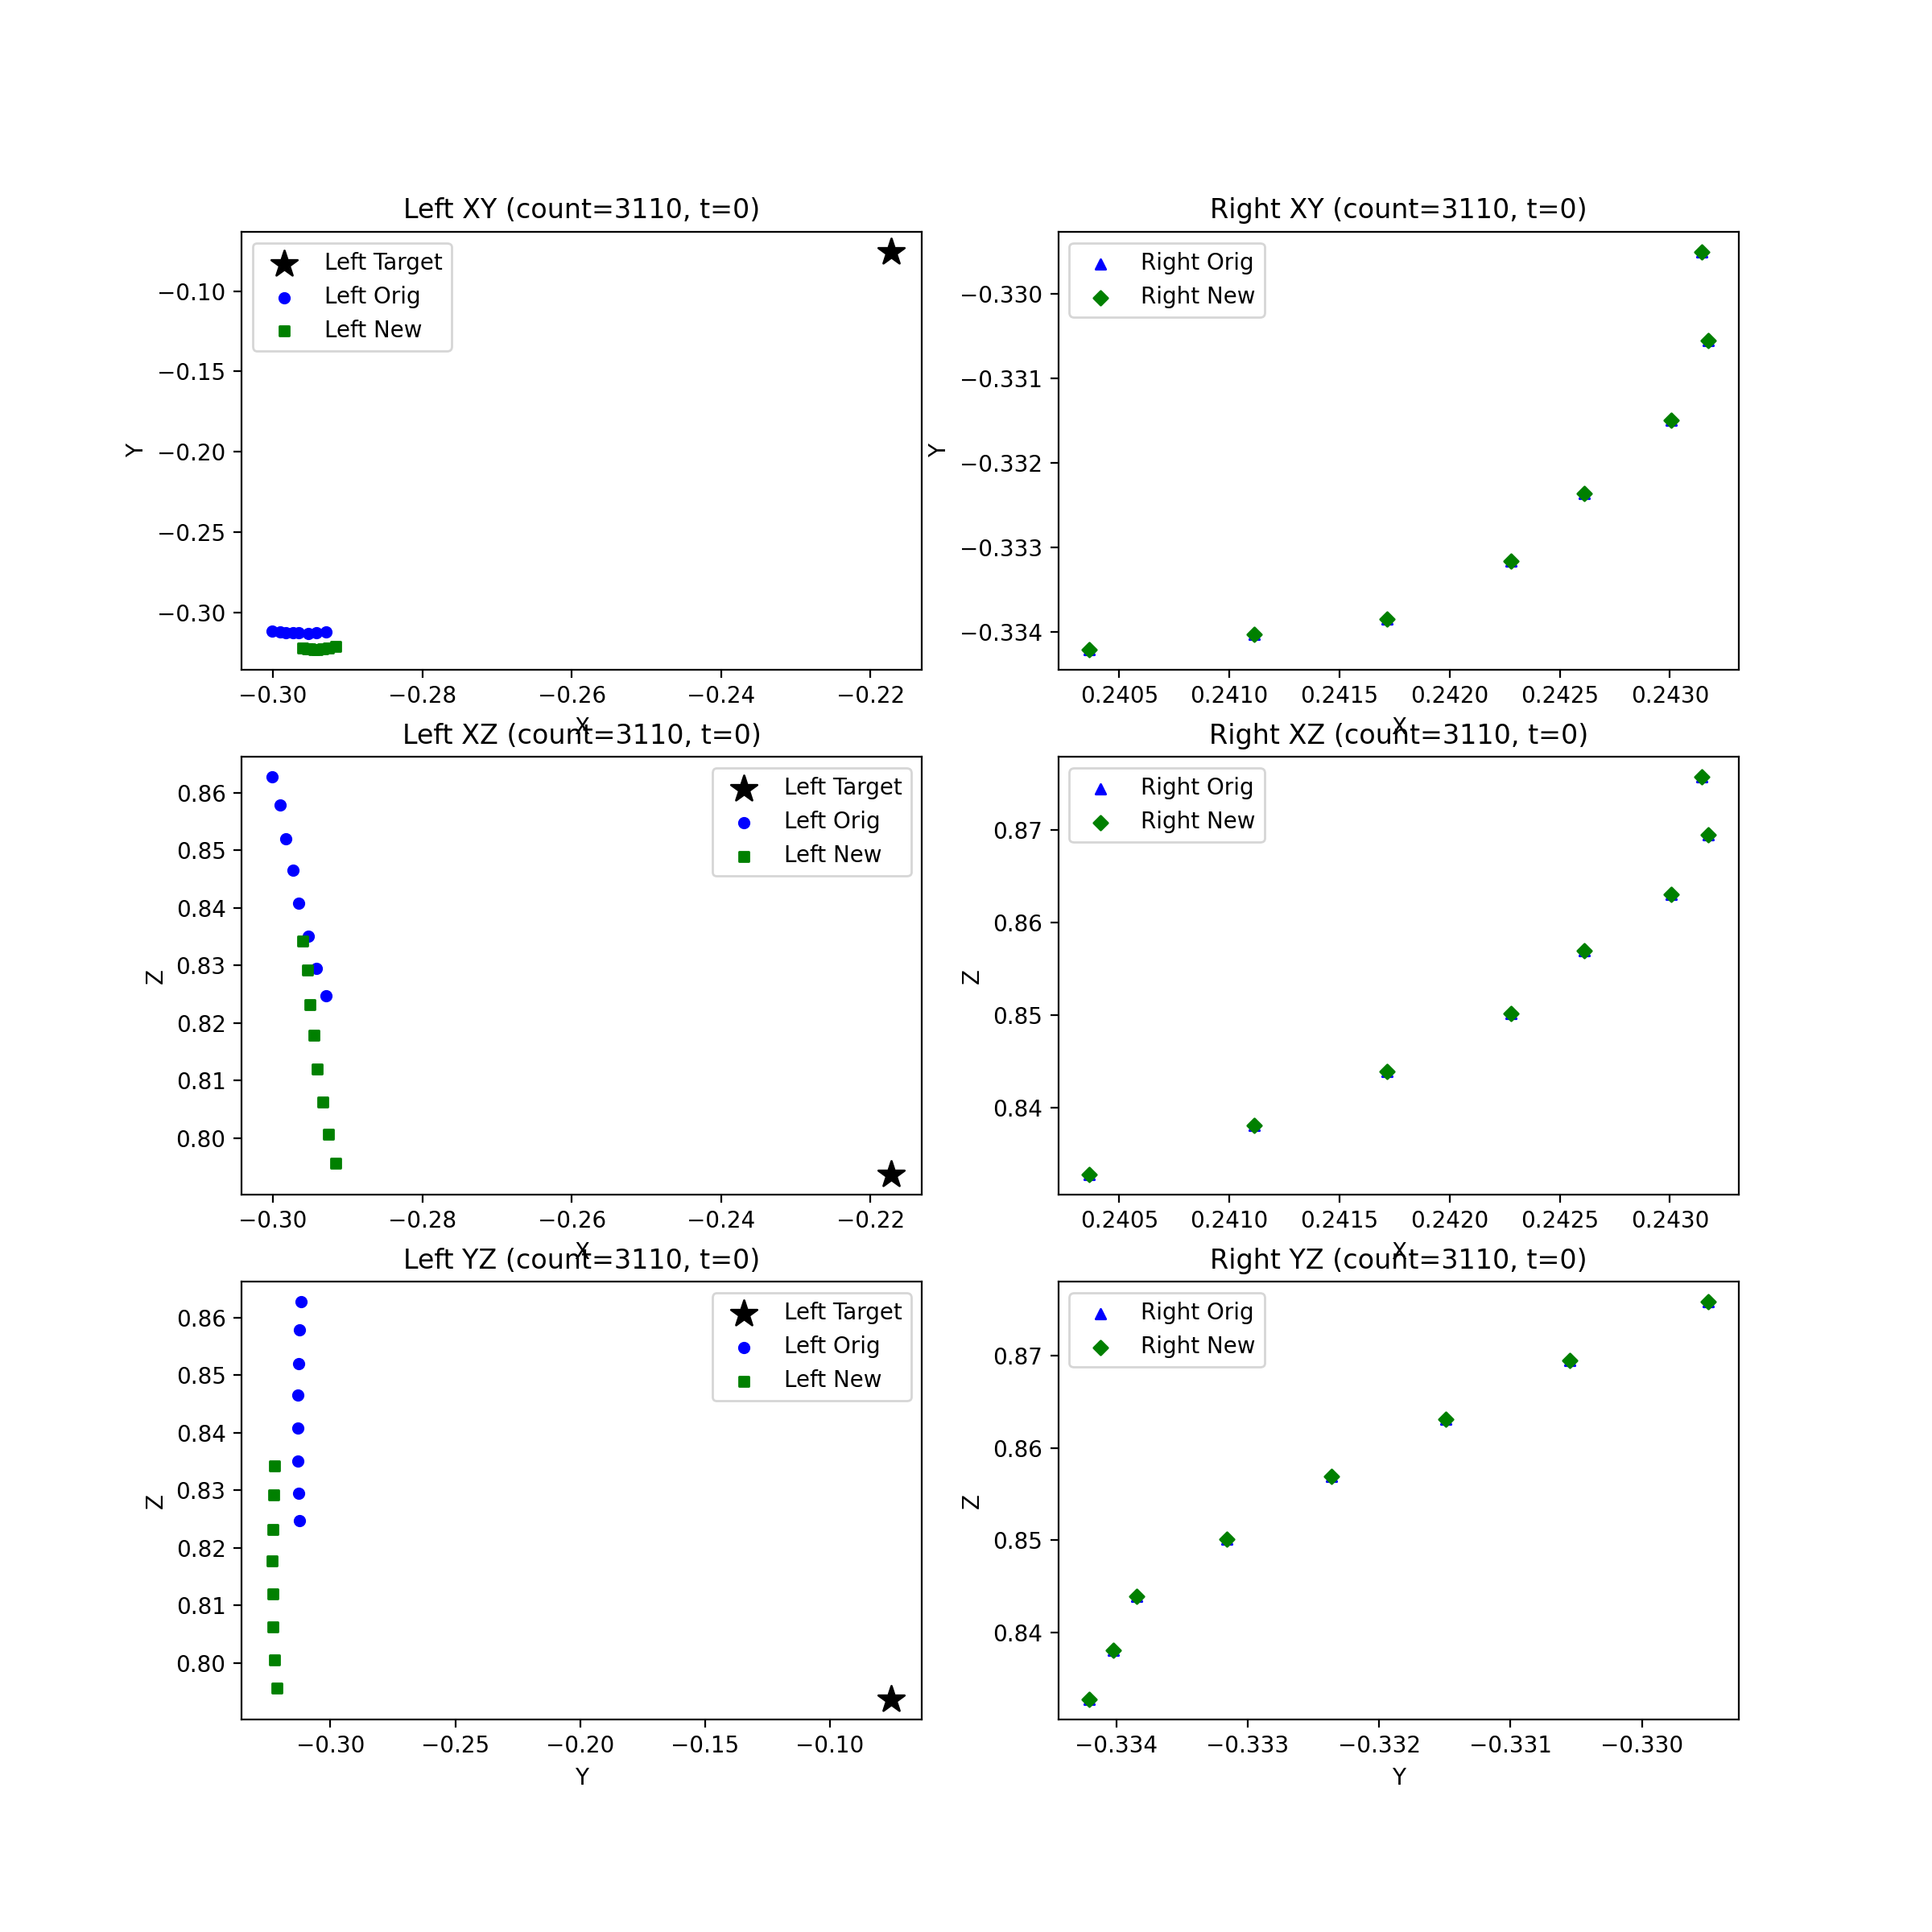 Left XY (count=3110, t=0)
Left Target
Left Orig
Left New
Y
−0.10
−0.15
−0.20
−0.25
−0.30
−0.30 −0.28 −0.26 −0.24 −0.22
X
Right XY (count=3110, t=0)
Right Orig
Right New
Y
−0.330
−0.331
−0.332
−0.333
−0.334
0.2405 0.2410 0.2415 0.2420 0.2425 0.2430
X
Left XZ (count=3110, t=0)
Left Target
Left Orig
Left New
Z
0.86
0.85
0.84
0.83
0.82
0.81
0.80
−0.30 −0.28 −0.26 −0.24 −0.22
X
Right XZ (count=3110, t=0)
Right Orig
Right New
Z
0.87
0.86
0.85
0.84
0.2405 0.2410 0.2415 0.2420 0.2425 0.2430
X
Left YZ (count=3110, t=0)
Left Target
Left Orig
Left New
Z
0.86
0.85
0.84
0.83
0.82
0.81
0.80
−0.30 −0.25 −0.20 −0.15 −0.10
Y
Right YZ (count=3110, t=0)
Right Orig
Right New
Z
0.87
0.86
0.85
0.84
−0.334 −0.333 −0.332 −0.331 −0.330
Y